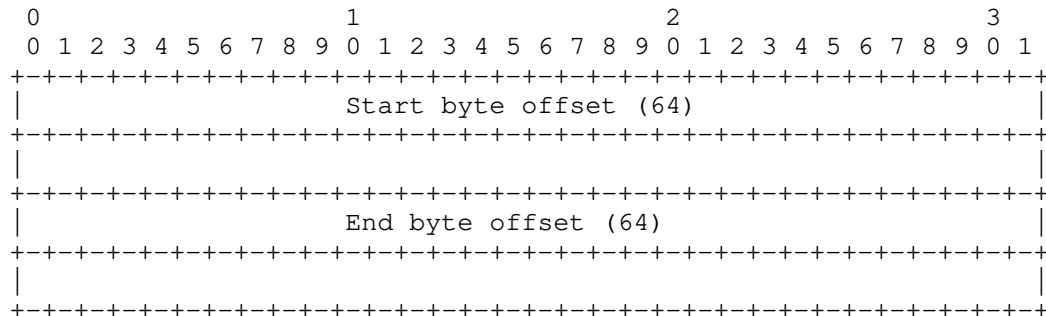 0                   1                   2                   3
 0 1 2 3 4 5 6 7 8 9 0 1 2 3 4 5 6 7 8 9 0 1 2 3 4 5 6 7 8 9 0 1
+-+-+-+-+-+-+-+-+-+-+-+-+-+-+-+-+-+-+-+-+-+-+-+-+-+-+-+-+-+-+-+-+
|                    Start byte offset (64)                     |
+-+-+-+-+-+-+-+-+-+-+-+-+-+-+-+-+-+-+-+-+-+-+-+-+-+-+-+-+-+-+-+-+
|                                                               |
+-+-+-+-+-+-+-+-+-+-+-+-+-+-+-+-+-+-+-+-+-+-+-+-+-+-+-+-+-+-+-+-+
|                    End byte offset (64)                       |
+-+-+-+-+-+-+-+-+-+-+-+-+-+-+-+-+-+-+-+-+-+-+-+-+-+-+-+-+-+-+-+-+
|                                                               |
+-+-+-+-+-+-+-+-+-+-+-+-+-+-+-+-+-+-+-+-+-+-+-+-+-+-+-+-+-+-+-+-+